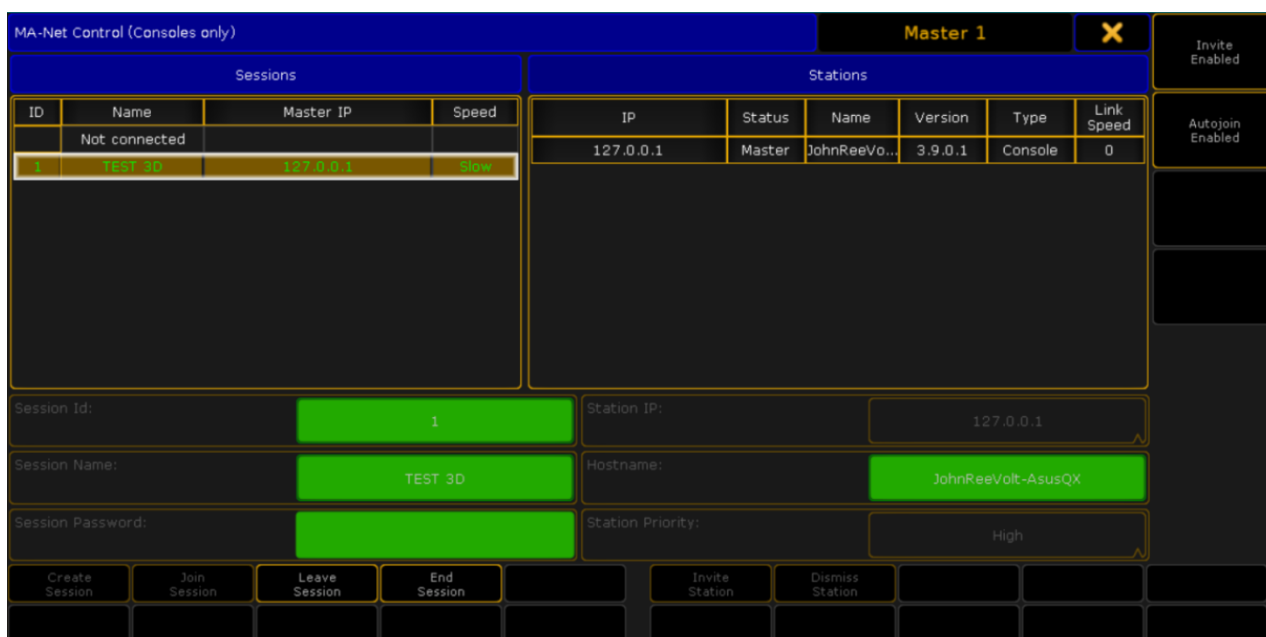 MA-Net Control (Consoles only)
Master 1
Invite
Enabled
Sessions
Stations
Autojoin
Enabled
ID Name Master IP Speed
Not connected
1 TEST 3D 127.0.0.1 Slow
IP Status Name Version Type Link Speed
127.0.0.1 Master JohnReeVo... 3.9.0.1 Console 0
Session Id: 1
Station IP: 127.0.0.1
Session Name: TEST 3D
Hostname: JohnReeVolt-AsusQX
Session Password:
Station Priority: High
Create
Session
Join
Session
Leave
Session
End
Session
Invite
Station
Dismiss
Station